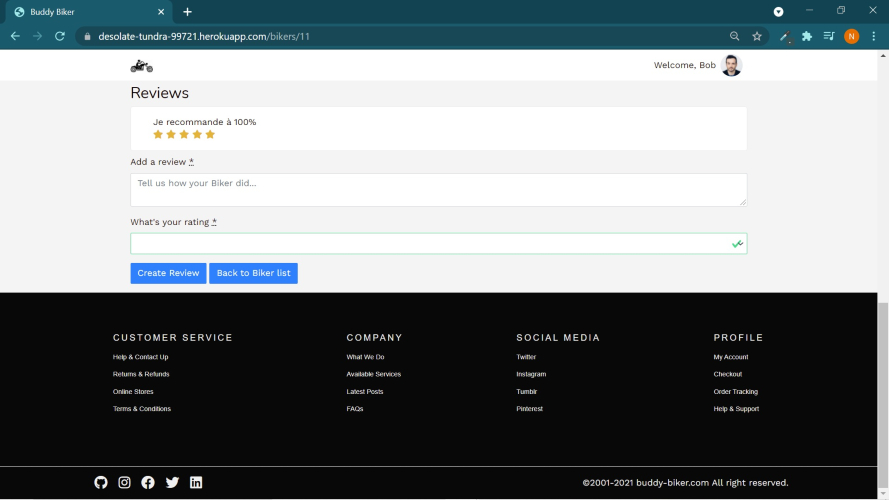 Buddy Biker
desolate-tundra-99721.herokuapp.com/bikers/11
N
Welcome, Bob
Reviews
Je recommande à 100%
Add a review *
Tell us how your Biker did...
What's your rating *
Create Review
Back to Biker list
CUSTOMER SERVICE
Help & Contact Up
Returns & Refunds
Online Stores
Terms & Conditions
COMPANY
What We Do
Available Services
Latest Posts
FAQs
SOCIAL MEDIA
Twitter
Instagram
Tumblr
Pinterest
PROFILE
My Account
Checkout
Order Tracking
Help & Support
©2001-2021 buddy-biker.com All right reserved.